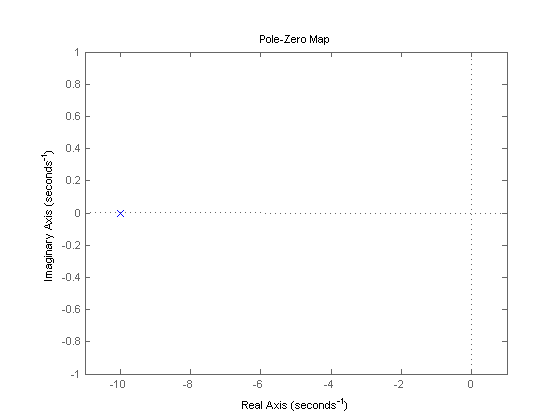 Pole-Zero Map
1
0.8
0.6
0.4
0.2
0
-0.2
-0.4
-0.6
-0.8
-1
Imaginary Axis (seconds⁻¹)
-10 -8 -6 -4 -2 0
Real Axis (seconds⁻¹)